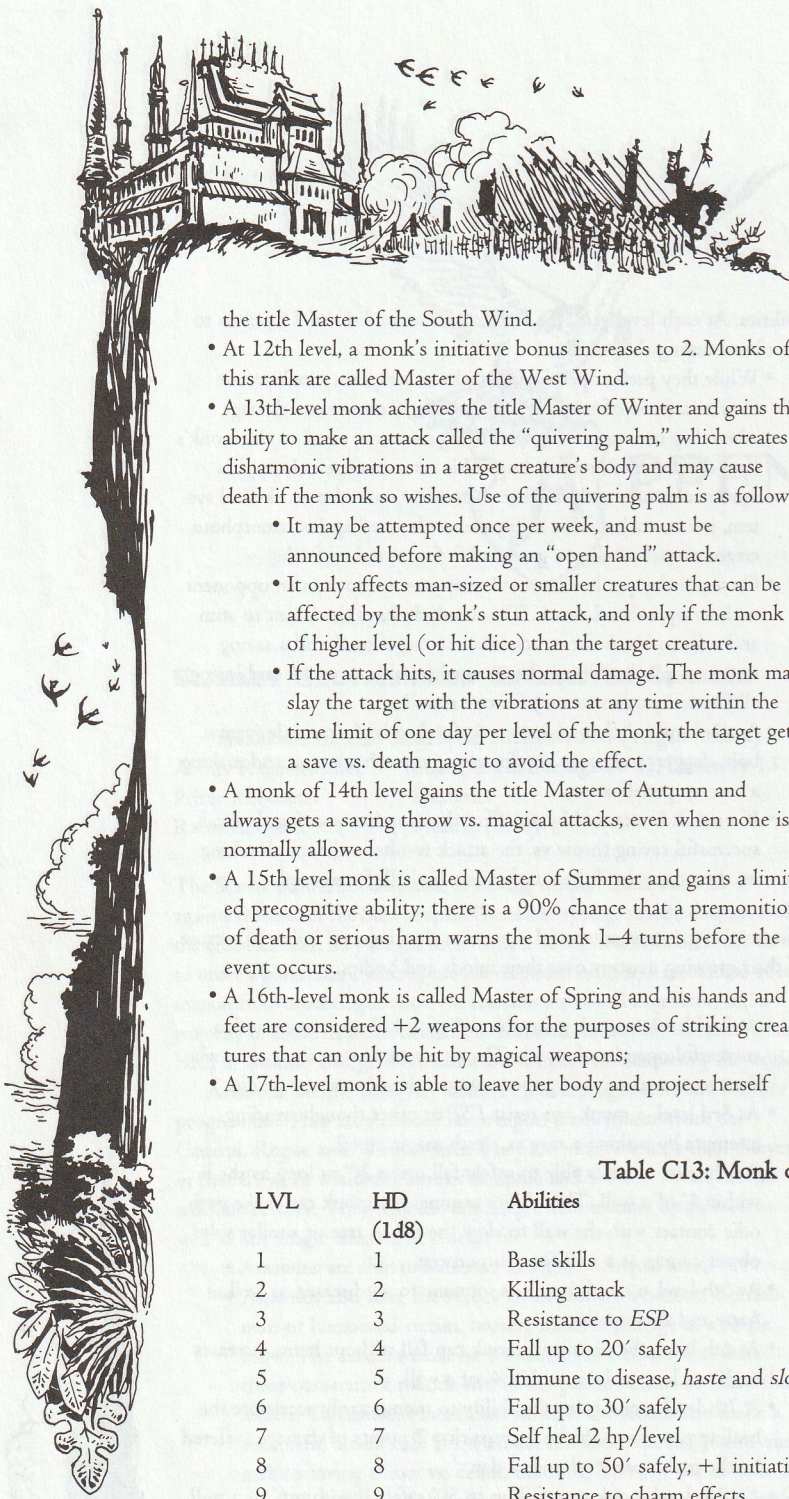 the title Master of the South Wind.
• At 12th level, a monk's initiative bonus increases to 2. Monks of
this rank are called Master of the West Wind.
• A 13th-level monk achieves the title Master of Winter and gains th
ability to make an attack called the “quivering palm,” which creates
disharmonic vibrations in a target creature's body and may cause
death if the monk so wishes. Use of the quivering palm is as follow
• It may be attempted once per week, and must be
announced before making an “open hand” attack.
• It only affects man-sized or smaller creatures that can be
affected by the monk's stun attack, and only if the monk
of higher level (or hit dice) than the target creature.
• If the attack hits, it causes normal damage. The monk ma
slay the target with the vibrations at any time within the
time limit of one day per level of the monk; the target get
a save vs. death magic to avoid the effect.
• A monk of 14th level gains the title Master of Autumn and
always gets a saving throw vs. magical attacks, even when none is
normally allowed.
• A 15th level monk is called Master of Summer and gains a limit-
ed precognitive ability; there is a 90% chance that a premonition
of death or serious harm warns the monk 1–4 turns before the
event occurs.
• A 16th-level monk is called Master of Spring and his hands and
feet are considered +2 weapons for the purposes of striking crea-
tures that can only be hit by magical weapons;
• A 17th-level monk is able to leave her body and project herself
Table C13: Monk
LVL HD Abilities
(1d8)
1 1 Base skills
2 2 Killing attack
3 3 Resistance to ESP
4 4 Fall up to 20′ safely
5 5 Immune to disease, haste and slo
6 6 Fall up to 30′ safely
7 7 Self heal 2 hp/level
8 8 Fall up to 50′ safely, +1 initiati
9 9 Resistance to charm effects